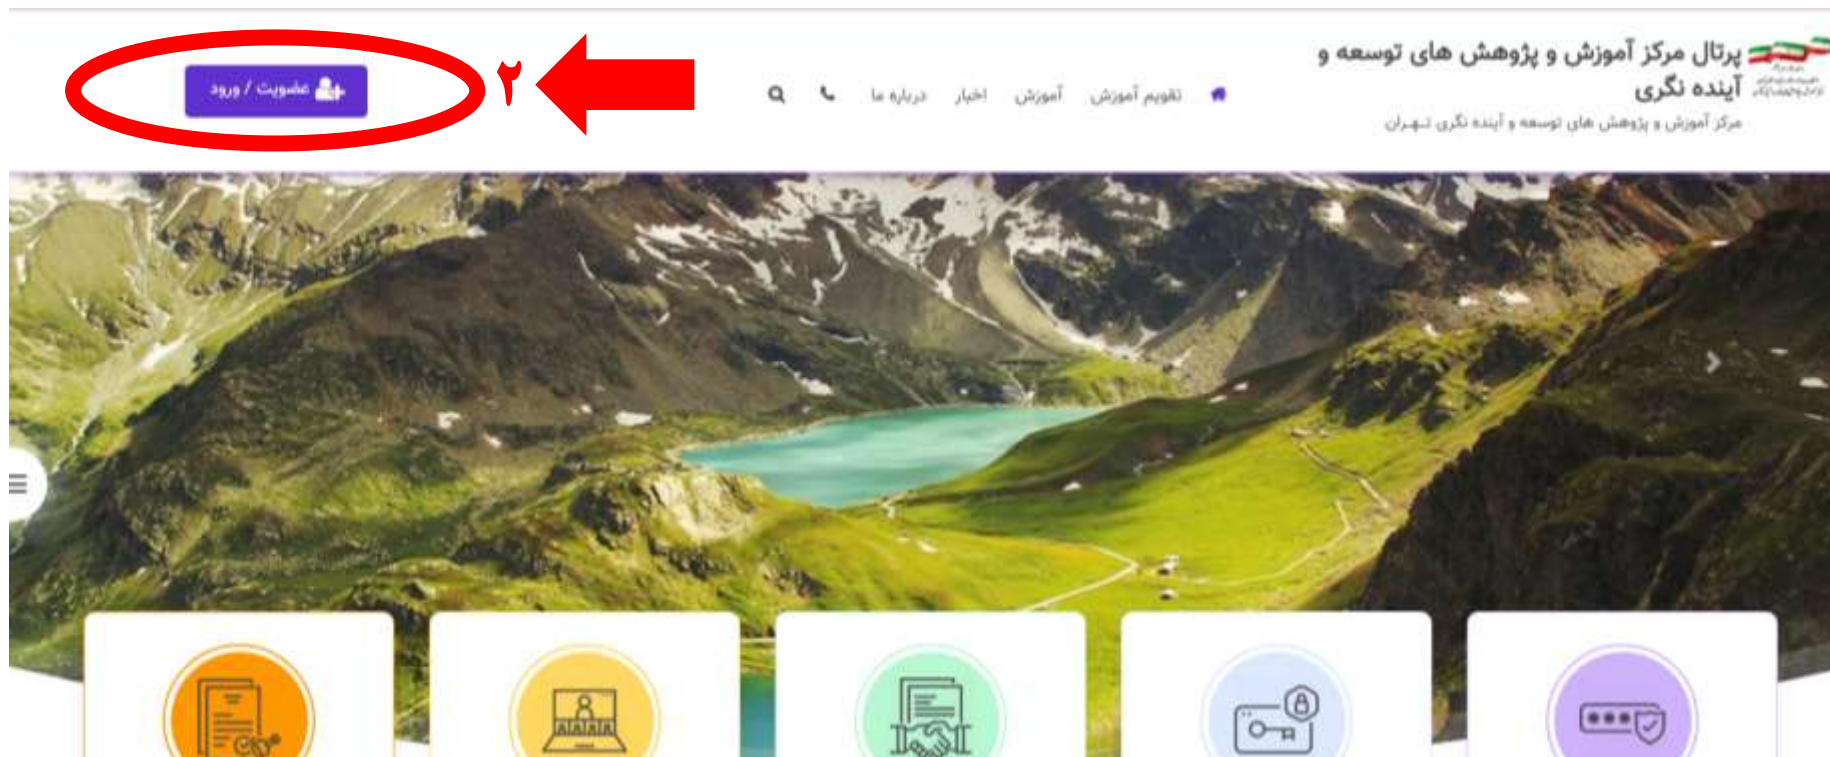 پرتال مرکز آموزش و پژوهش های توسعه و
آینده نگری
مرکز آموزش و پژوهش های توسعه و آینده نگری تـهـران
تقویم آموزش
آموزش
اخبار
درباره ما
۲
عضویت / ورود